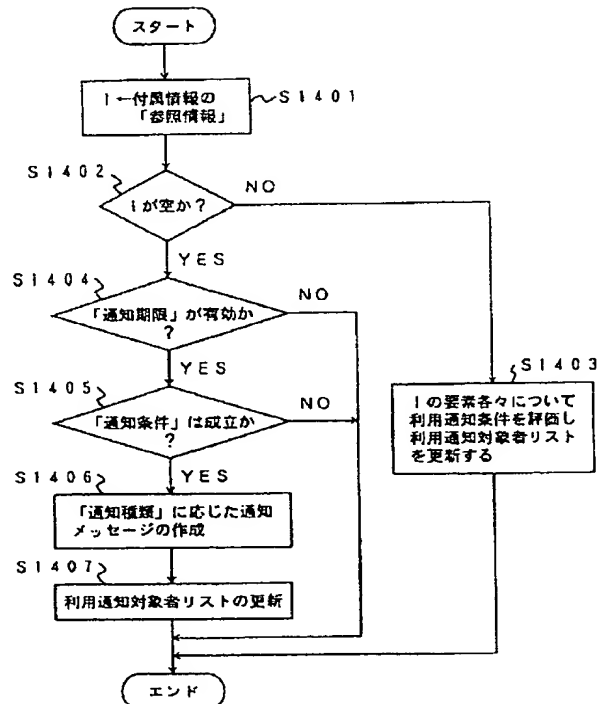 スタート
I←付属情報の
「参照情報」
S1401
S1402
Iが空か?
NO
YES
S1404
「通知期限」が有効か
?
NO
YES
S1403
Iの要素各々について
利用通知条件を評価し
利用通知対象者リスト
を更新する
S1405
「通知条件」は成立か
?
NO
YES
S1406
「通知種類」に応じた通知
メッセージの作成
S1407
利用通知対象者リストの更新
エンド